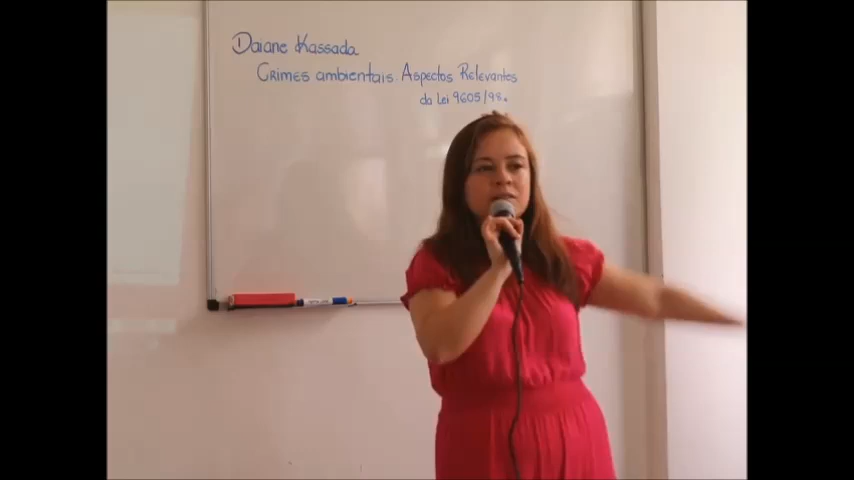 Daiane Kassada
Crimes ambientais. Aspectos Relevantes
da Lei 9605/98.